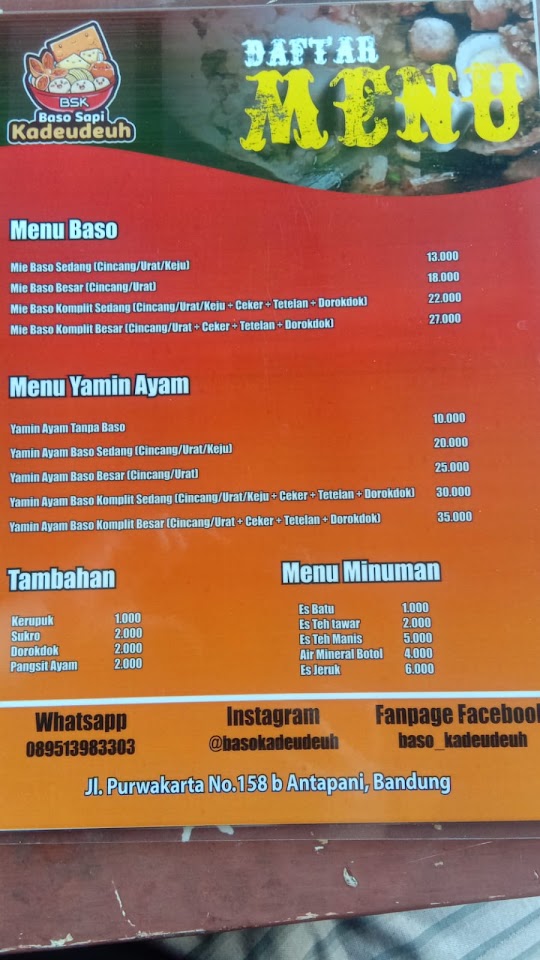 BSK
Baso Sapi
Kadeudeuh
DAFTAR
MENU
Menu Baso
Mie Baso Sedang (Cincang/Urat/Keju) 13.000
Mie Baso Besar (Cincang/Urat) 18.000
Mie Baso Komplit Sedang (Cincang/Urat/Keju + Ceker + Tetelan + Dorokdok) 22.000
Mie Baso Komplit Besar (Cincang/Urat + Ceker + Tetelan + Dorokdok) 27.000
Menu Yamin Ayam
Yamin Ayam Tanpa Baso 10.000
Yamin Ayam Baso Sedang (Cincang/Urat/Keju) 20.000
Yamin Ayam Baso Besar (Cincang/Urat) 25.000
Yamin Ayam Baso Komplit Sedang (Cincang/Urat/Keju + Ceker + Tetelan + Dorokdok) 30.000
Yamin Ayam Baso Komplit Besar (Cincang/Urat + Ceker + Tetelan + Dorokdok) 35.000
Tambahan
Kerupuk 1.000
Sukro 2.000
Dorokdok 2.000
Pangsit Ayam 2.000
Menu Minuman
Es Batu 1.000
Es Teh tawar 2.000
Es Teh Manis 5.000
Air Mineral Botol 4.000
Es Jeruk 6.000
Whatsapp
089513983303
Instagram
@basokadeudeuh
Fanpage Facebook
baso_kadeudeuh
Jl. Purwakarta No.158 b Antapani, Bandung